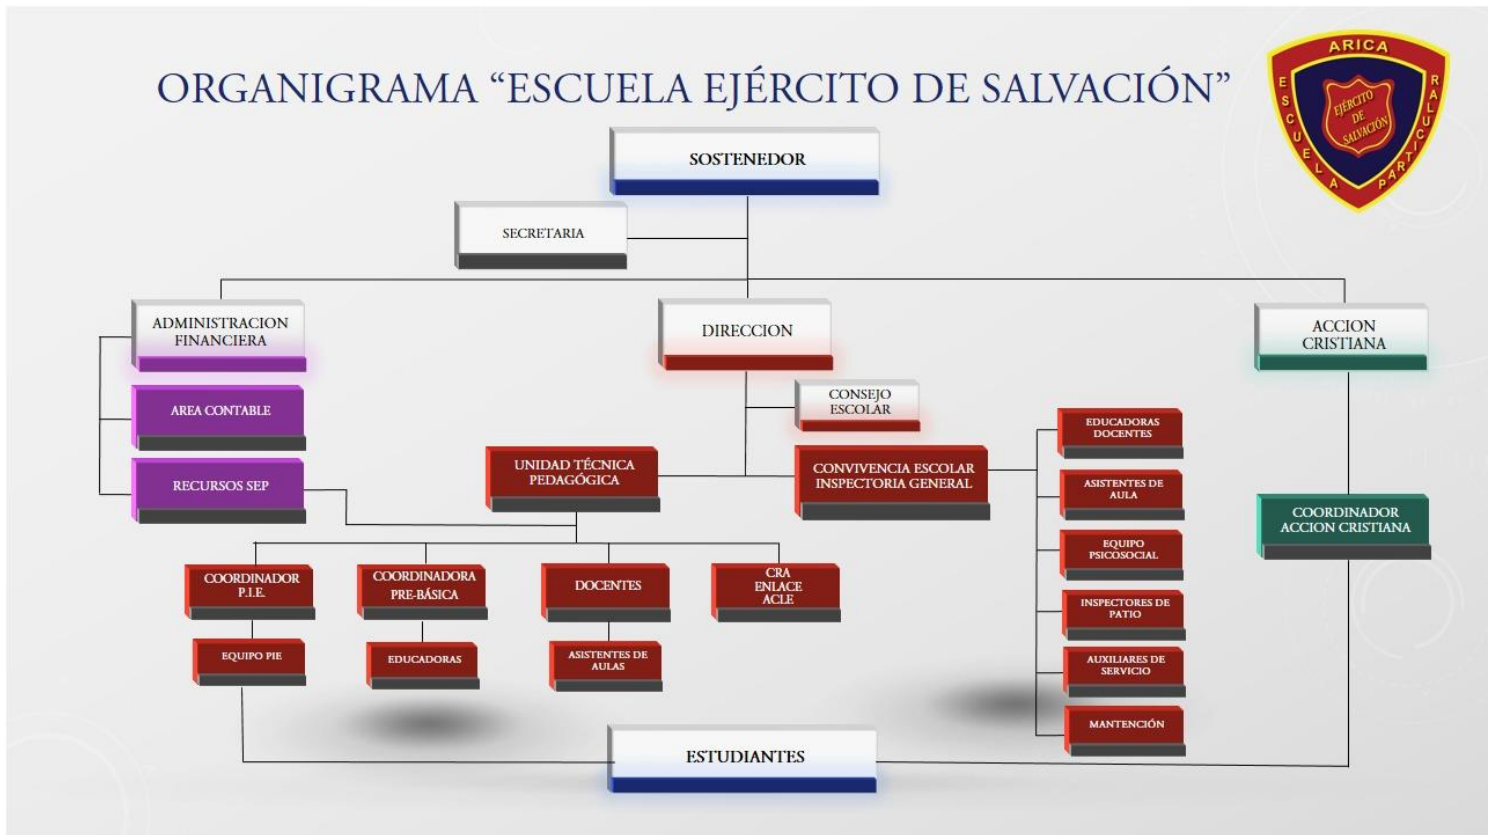 ORGANIGRAMA “ESCUELA EJÉRCITO DE SALVACIÓN”
ARICA
ESCUELA
PARTICULAR
EJÉRCITO
DE
SALVACIÓN
SOSTENEDOR
SECRETARIA
ADMINISTRACION
FINANCIERA
DIRECCION
ACCION
CRISTIANA
AREA CONTABLE
CONSEJO
ESCOLAR
RECURSOS SEP
UNIDAD TÉCNICA
PEDAGÓGICA
CONVIVENCIA ESCOLAR
INSPECTORIA GENERAL
EDUCADORAS
DOCENTES
ASISTENTES DE
AULA
EQUIPO
PSICOSOCIAL
INSPECTORES DE
PATIO
AUXILIARES DE
SERVICIO
MANTENCIÓN
COORDINADOR
ACCION CRISTIANA
COORDINADOR
P.I.E.
COORDINADORA
PRE-BÁSICA
DOCENTES
CRA
ENLACE
ACLE
EQUIPO PIE
EDUCADORAS
ASISTENTES DE
AULAS
ESTUDIANTES